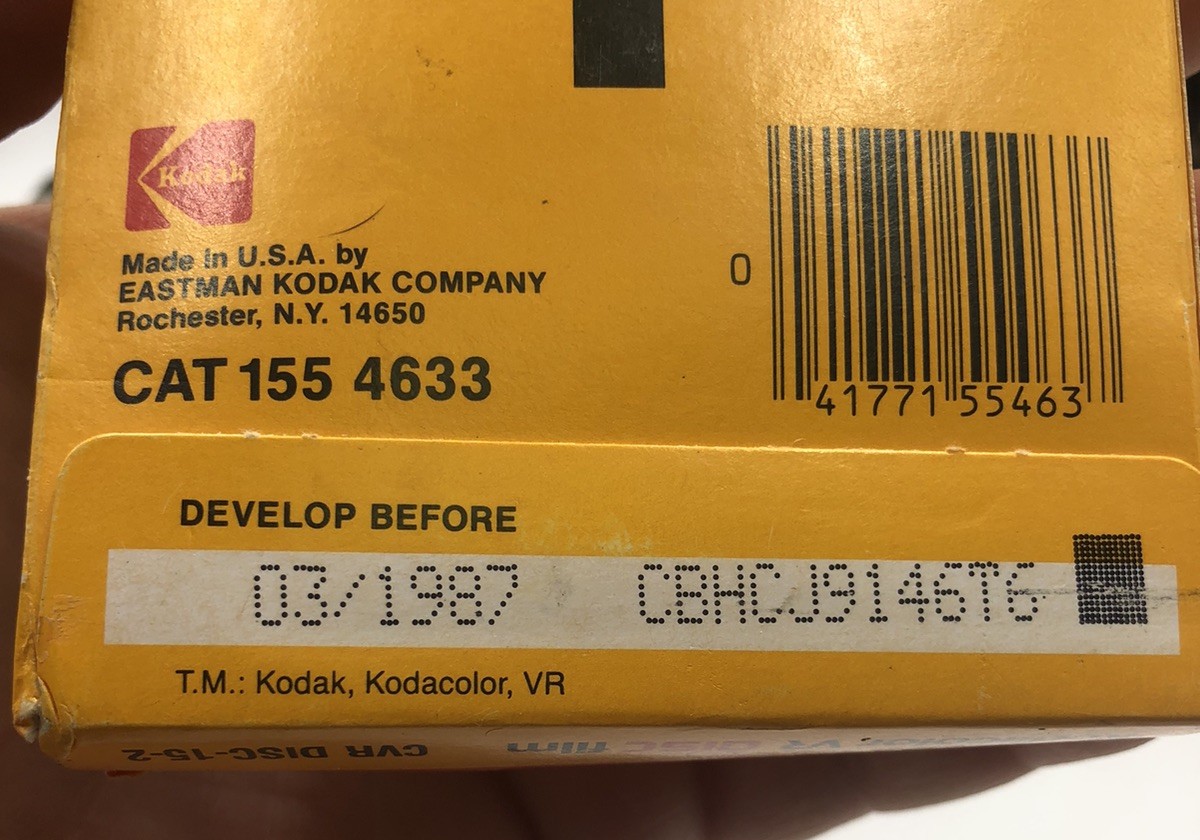 Kodak
Made in U.S.A. by
EASTMAN KODAK COMPANY
Rochester, N.Y. 14650
CAT 155 4633
0 41771 55463
DEVELOP BEFORE
03/1987 CBHCJ9146T6
T.M.: Kodak, Kodacolor, VR
CVR DISC-15-2
VR DISC film